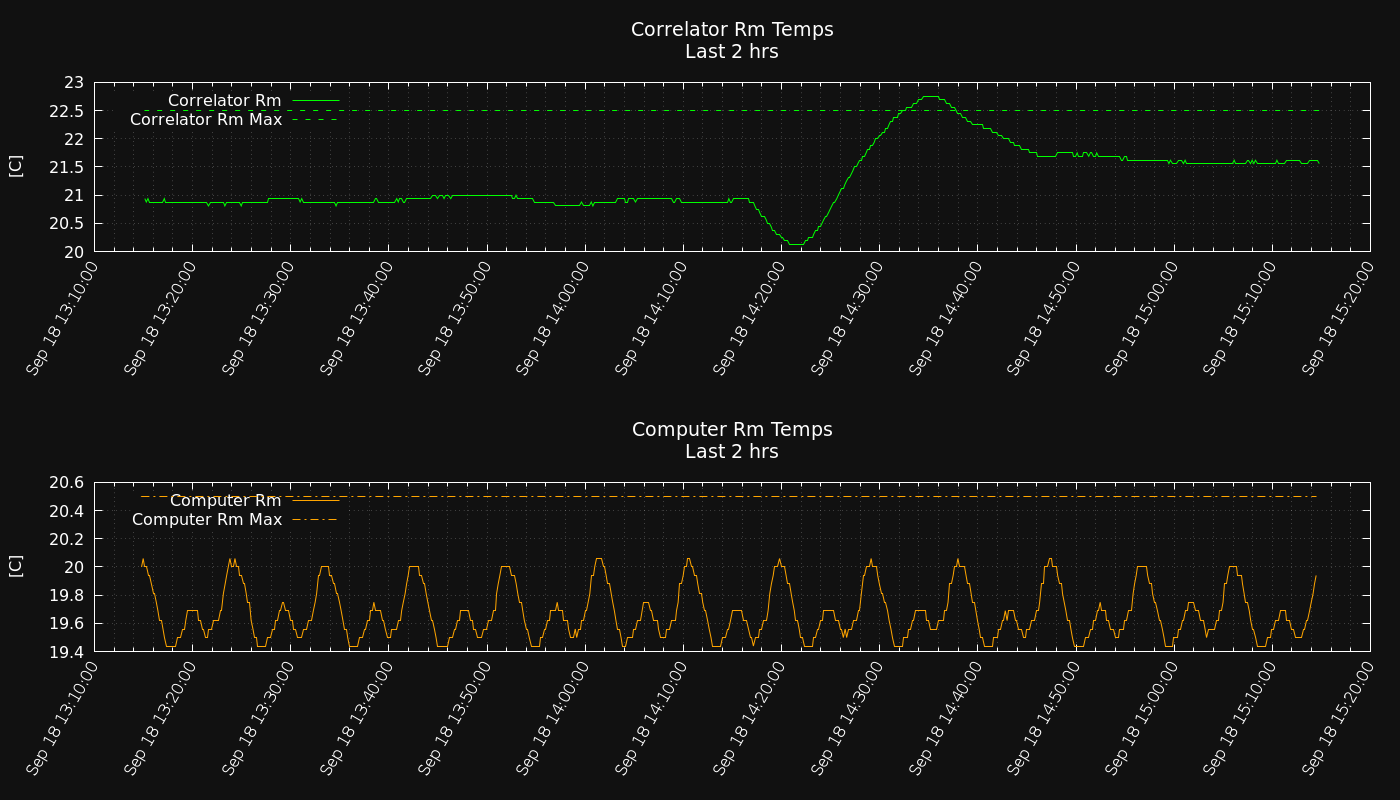 Correlator Rm Temps
Last 2 hrs
23
22.5
22
21.5
21
20.5
20
[C]
Correlator Rm
Correlator Rm Max
Sep 18 13:10:00
Sep 18 13:20:00
Sep 18 13:30:00
Sep 18 13:40:00
Sep 18 13:50:00
Sep 18 14:00:00
Sep 18 14:10:00
Sep 18 14:20:00
Sep 18 14:30:00
Sep 18 14:40:00
Sep 18 14:50:00
Sep 18 15:00:00
Sep 18 15:10:00
Sep 18 15:20:00
Computer Rm Temps
Last 2 hrs
20.6
20.4
20.2
20
19.8
19.6
19.4
[C]
Computer Rm
Computer Rm Max
Sep 18 13:10:00
Sep 18 13:20:00
Sep 18 13:30:00
Sep 18 13:40:00
Sep 18 13:50:00
Sep 18 14:00:00
Sep 18 14:10:00
Sep 18 14:20:00
Sep 18 14:30:00
Sep 18 14:40:00
Sep 18 14:50:00
Sep 18 15:00:00
Sep 18 15:10:00
Sep 18 15:20:00